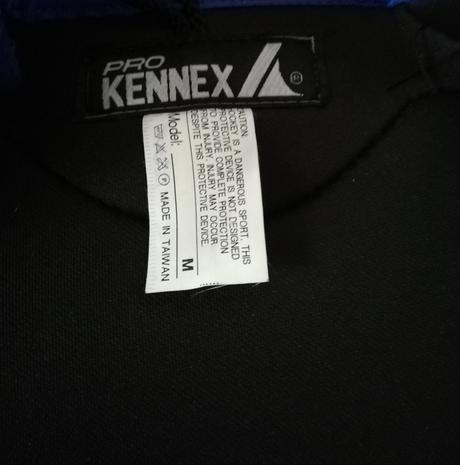 PRO
KENNEX
®
CAUTION:
HOCKEY IS A DANGEROUS SPORT. THIS
PROTECTIVE DEVICE IS NOT DESIGNED
TO PROVIDE COMPLETE PROTECTION
FROM INJURY. INJURY MAY OCCUR
DESPITE THIS PROTECTIVE DEVICE.
Model:
M
P MADE IN TAIWAN